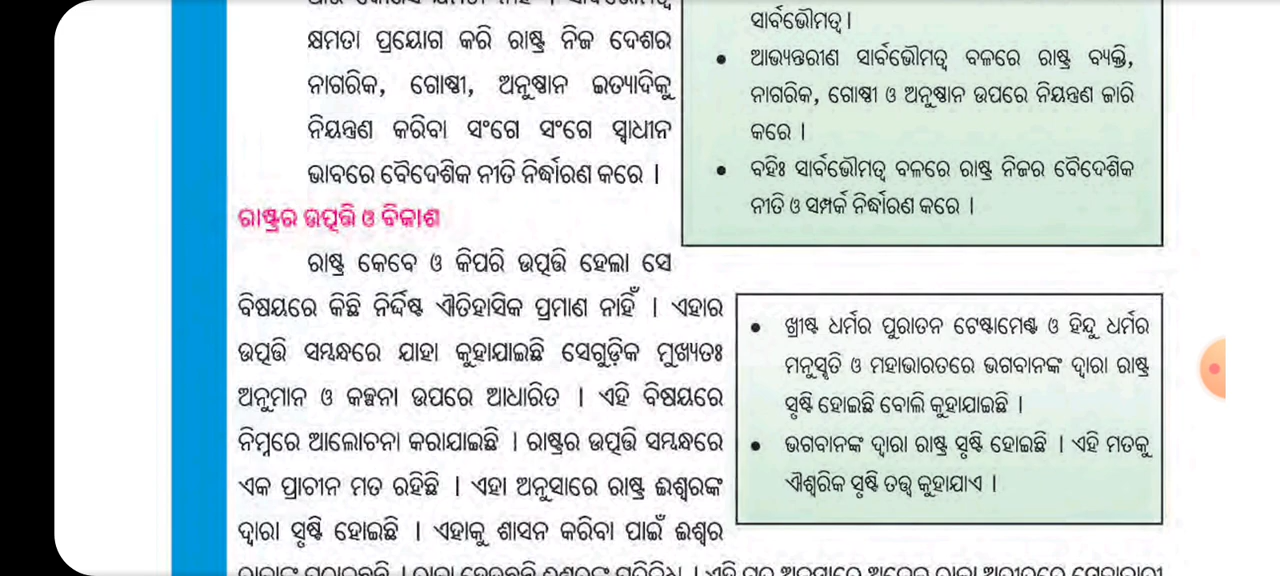 କ୍ଷମତା ପ୍ରୟୋଗ କରି ରାଷ୍ଟ୍ର ନିଜ ଦେଶର
ନାଗରିକ, ଗୋଷ୍ଠୀ, ଅନୁଷ୍ଠାନ ଇତ୍ୟାଦିକୁ
ନିୟନ୍ତ୍ରଣ କରିବା ସଂଗେ ସଂଗେ ସ୍ୱାଧୀନ
ଭାବରେ ବୈଦେଶିକ ନୀତି ନିର୍ଦ୍ଧାରଣ କରେ ।
ସାର୍ବଭୌମତ୍ୱ ।
• ଆଭ୍ୟନ୍ତରୀଣ ସାର୍ବଭୌମତ୍ୱ ବଳରେ ରାଷ୍ଟ୍ର ବ୍ୟକ୍ତି,
ନାଗରିକ, ଗୋଷ୍ଠୀ ଓ ଅନୁଷ୍ଠାନ ଉପରେ ନିୟନ୍ତ୍ରଣ ଜାରି
କରେ ।
• ବହିଃ ସାର୍ବଭୌମତ୍ୱ ବଳରେ ରାଷ୍ଟ୍ର ନିଜର ବୈଦେଶିକ
ନୀତି ଓ ସମ୍ପର୍କ ନିର୍ଦ୍ଧାରଣ କରେ ।
ରାଷ୍ଟ୍ରର ଉତ୍ପତ୍ତି ଓ ବିକାଶ
ରାଷ୍ଟ୍ର କେବେ ଓ କିପରି ଉତ୍ପତ୍ତି ହେଲା ସେ
ବିଷୟରେ କିଛି ନିର୍ଦ୍ଦିଷ୍ଟ ଐତିହାସିକ ପ୍ରମାଣ ନାହିଁ । ଏହାର
ଉତ୍ପତ୍ତି ସମ୍ବନ୍ଧରେ ଯାହା କୁହାଯାଇଛି ସେଗୁଡ଼ିକ ମୁଖ୍ୟତଃ
ଅନୁମାନ ଓ କଳ୍ପନା ଉପରେ ଆଧାରିତ । ଏହି ବିଷୟରେ
ନିମ୍ନରେ ଆଲୋଚନା କରାଯାଇଛି । ରାଷ୍ଟ୍ରର ଉତ୍ପତ୍ତି ସମ୍ବନ୍ଧରେ
ଏକ ପ୍ରାଚୀନ ମତ ରହିଛି । ଏହା ଅନୁସାରେ ରାଷ୍ଟ୍ର ଈଶ୍ୱରଙ୍କ
ଦ୍ୱାରା ସୃଷ୍ଟି ହୋଇଛି । ଏହାକୁ ଶାସନ କରିବା ପାଇଁ ଈଶ୍ୱର
• ଖ୍ରୀଷ୍ଟ ଧର୍ମର ପୁରାତନ ଟେଷ୍ଟାମେଣ୍ଟ ଓ ହିନ୍ଦୁ ଧର୍ମର
ମନୁସ୍ମୃତି ଓ ମହାଭାରତରେ ଭଗବାନଙ୍କ ଦ୍ୱାରା ରାଷ୍ଟ୍ର
ସୃଷ୍ଟି ହୋଇଛି ବୋଲି କୁହାଯାଇଛି ।
• ଭଗବାନଙ୍କ ଦ୍ୱାରା ରାଷ୍ଟ୍ର ସୃଷ୍ଟି ହୋଇଛି । ଏହି ମତକୁ
ଐଶ୍ୱରିକ ସୃଷ୍ଟି ତତ୍ତ୍ୱ କୁହାଯାଏ ।